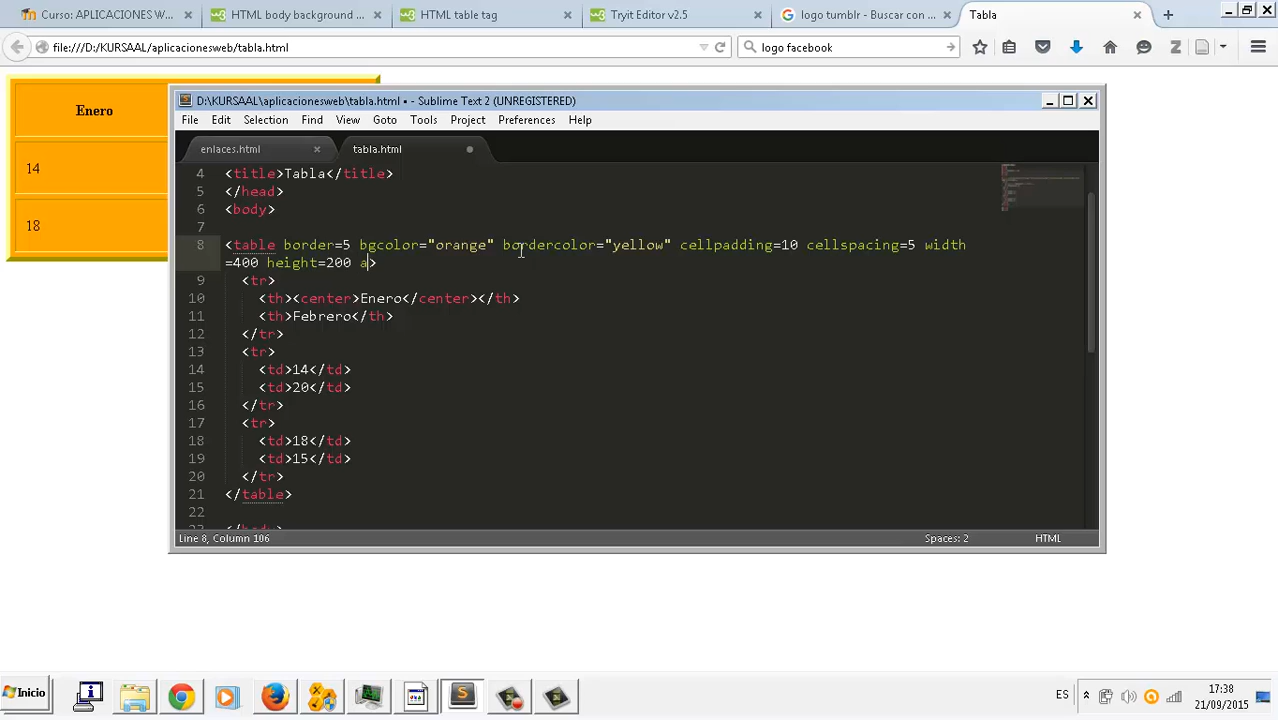 Curso: APLICACIONES W...
HTML body background ...
HTML table tag
Tryit Editor v2.5
logo tumblr - Buscar con ...
Tabla
file:///D:/KURSAAL/aplicacionesweb/tabla.html
logo facebook
Enero
14
18
D:\KURSAAL\aplicacionesweb\tabla.html • - Sublime Text 2 (UNREGISTERED)
File Edit Selection Find View Goto Tools Project Preferences Help
enlaces.html
tabla.html
4 <title>Tabla</title>
5 </head>
6 <body>
7
8 <table border=5 bgcolor="orange" bordercolor="yellow" cellpadding=10 cellspacing=5 width
=400 height=200 a>
9 <tr>
10 <th><center>Enero</center></th>
11 <th>Febrero</th>
12 </tr>
13 <tr>
14 <td>14</td>
15 <td>20</td>
16 </tr>
17 <tr>
18 <td>18</td>
19 <td>15</td>
20 </tr>
21 </table>
22
23 </body>
Line 8, Column 106
Spaces: 2
HTML
Inicio
ES
17:38
21/09/2015